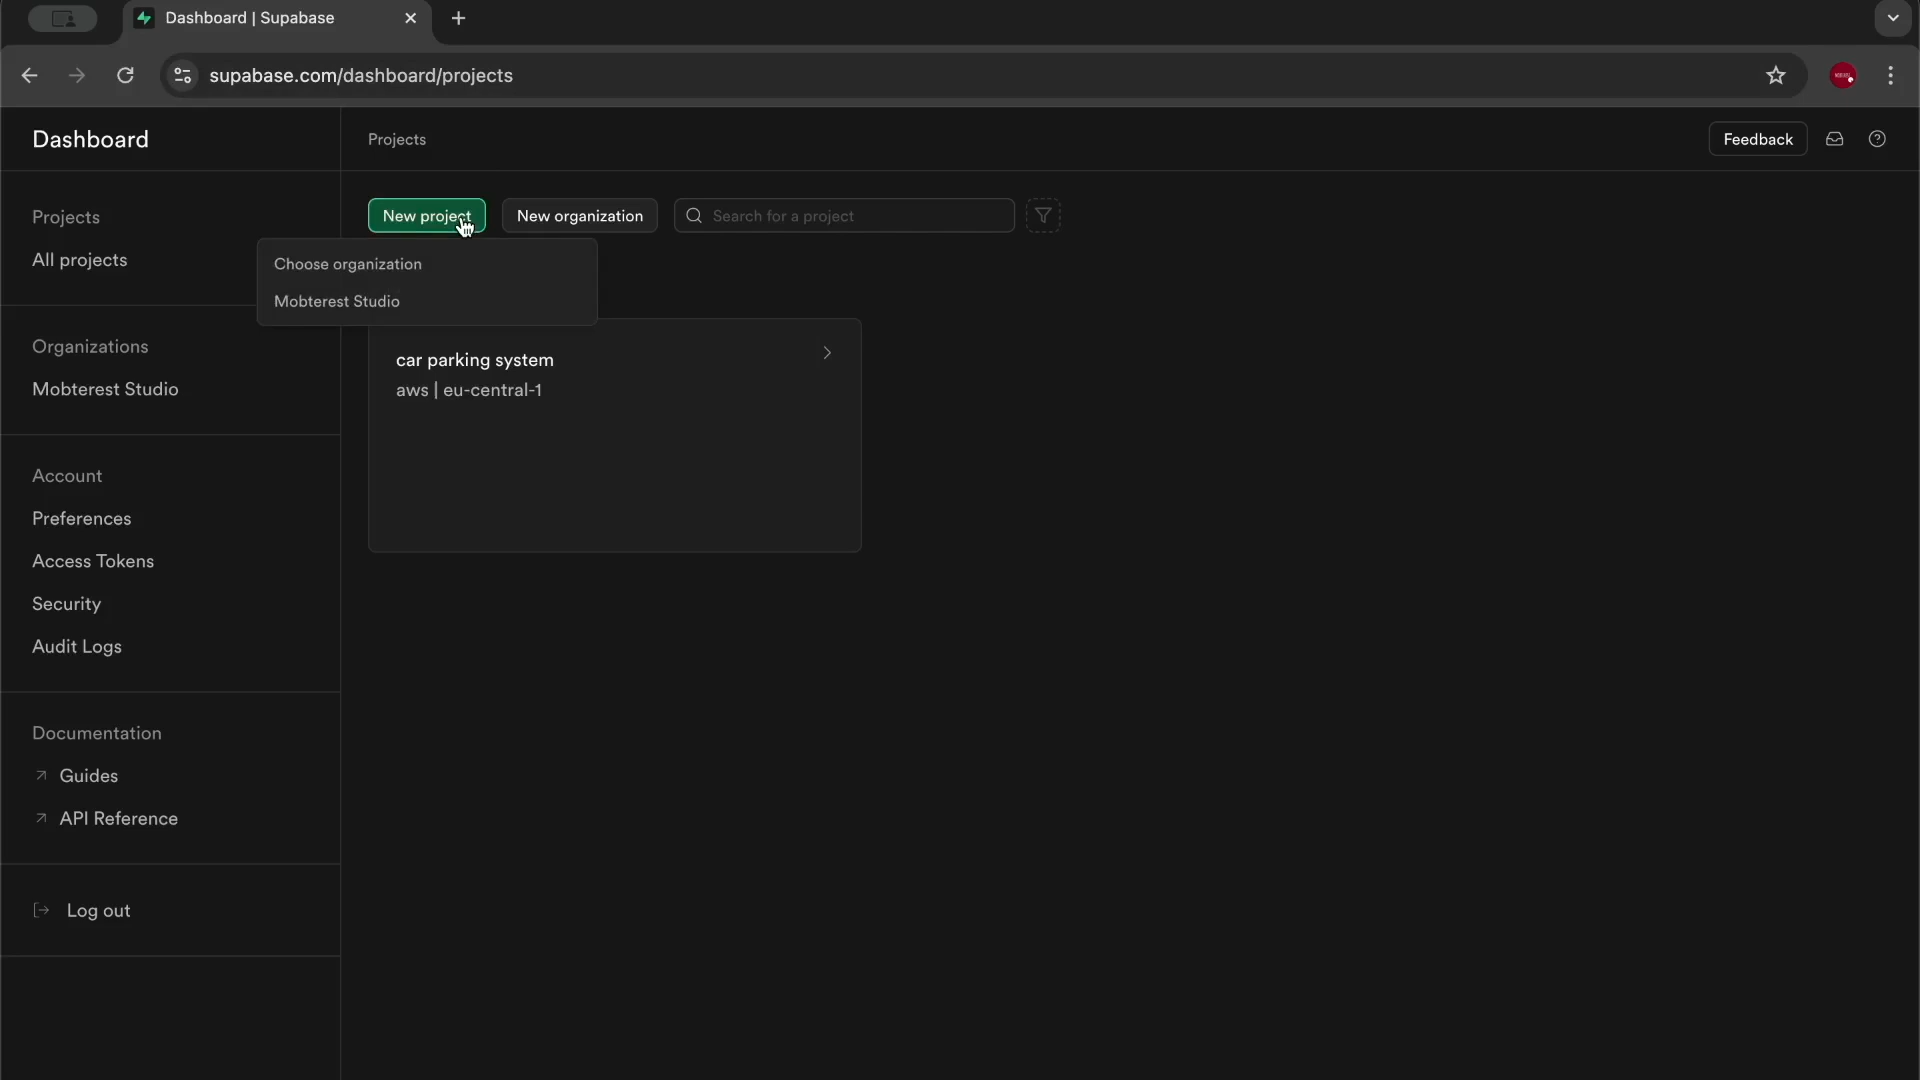 Dashboard | Supabase
supabase.com/dashboard/projects
Dashboard
Projects
Feedback
Projects
All projects
Organizations
Mobterest Studio
Account
Preferences
Access Tokens
Security
Audit Logs
Documentation
Guides
API Reference
Log out
New project
New organization
Search for a project
Choose organization
Mobterest Studio
car parking system
aws | eu-central-1